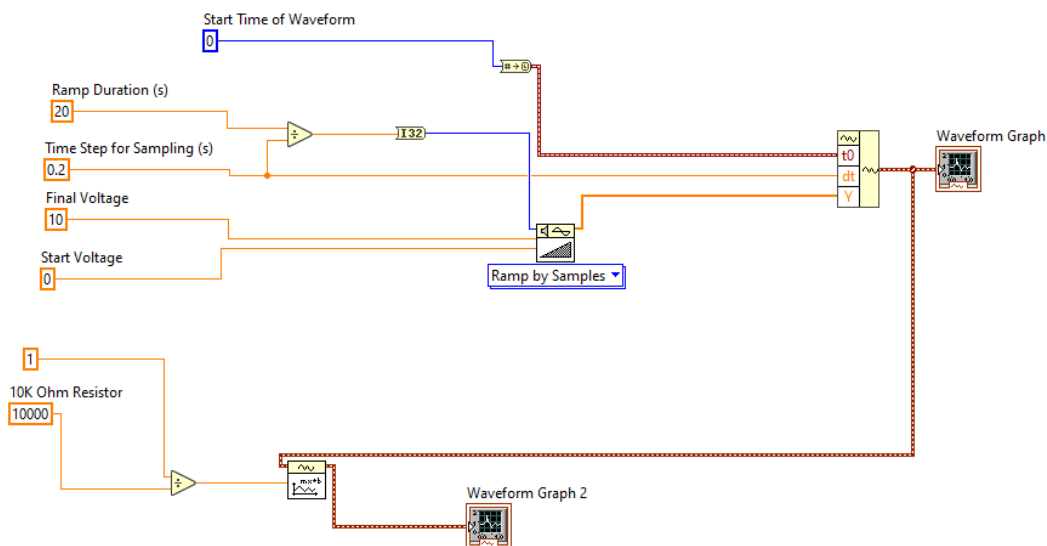 Start Time of Waveform
0
# → t
Ramp Duration (s)
20
÷
I32
Time Step for Sampling (s)
0.2
Waveform Graph
t0
dt
Y
Final Voltage
10
Start Voltage
0
Ramp by Samples
1
10K Ohm Resistor
10000
÷
mx+b
Waveform Graph 2